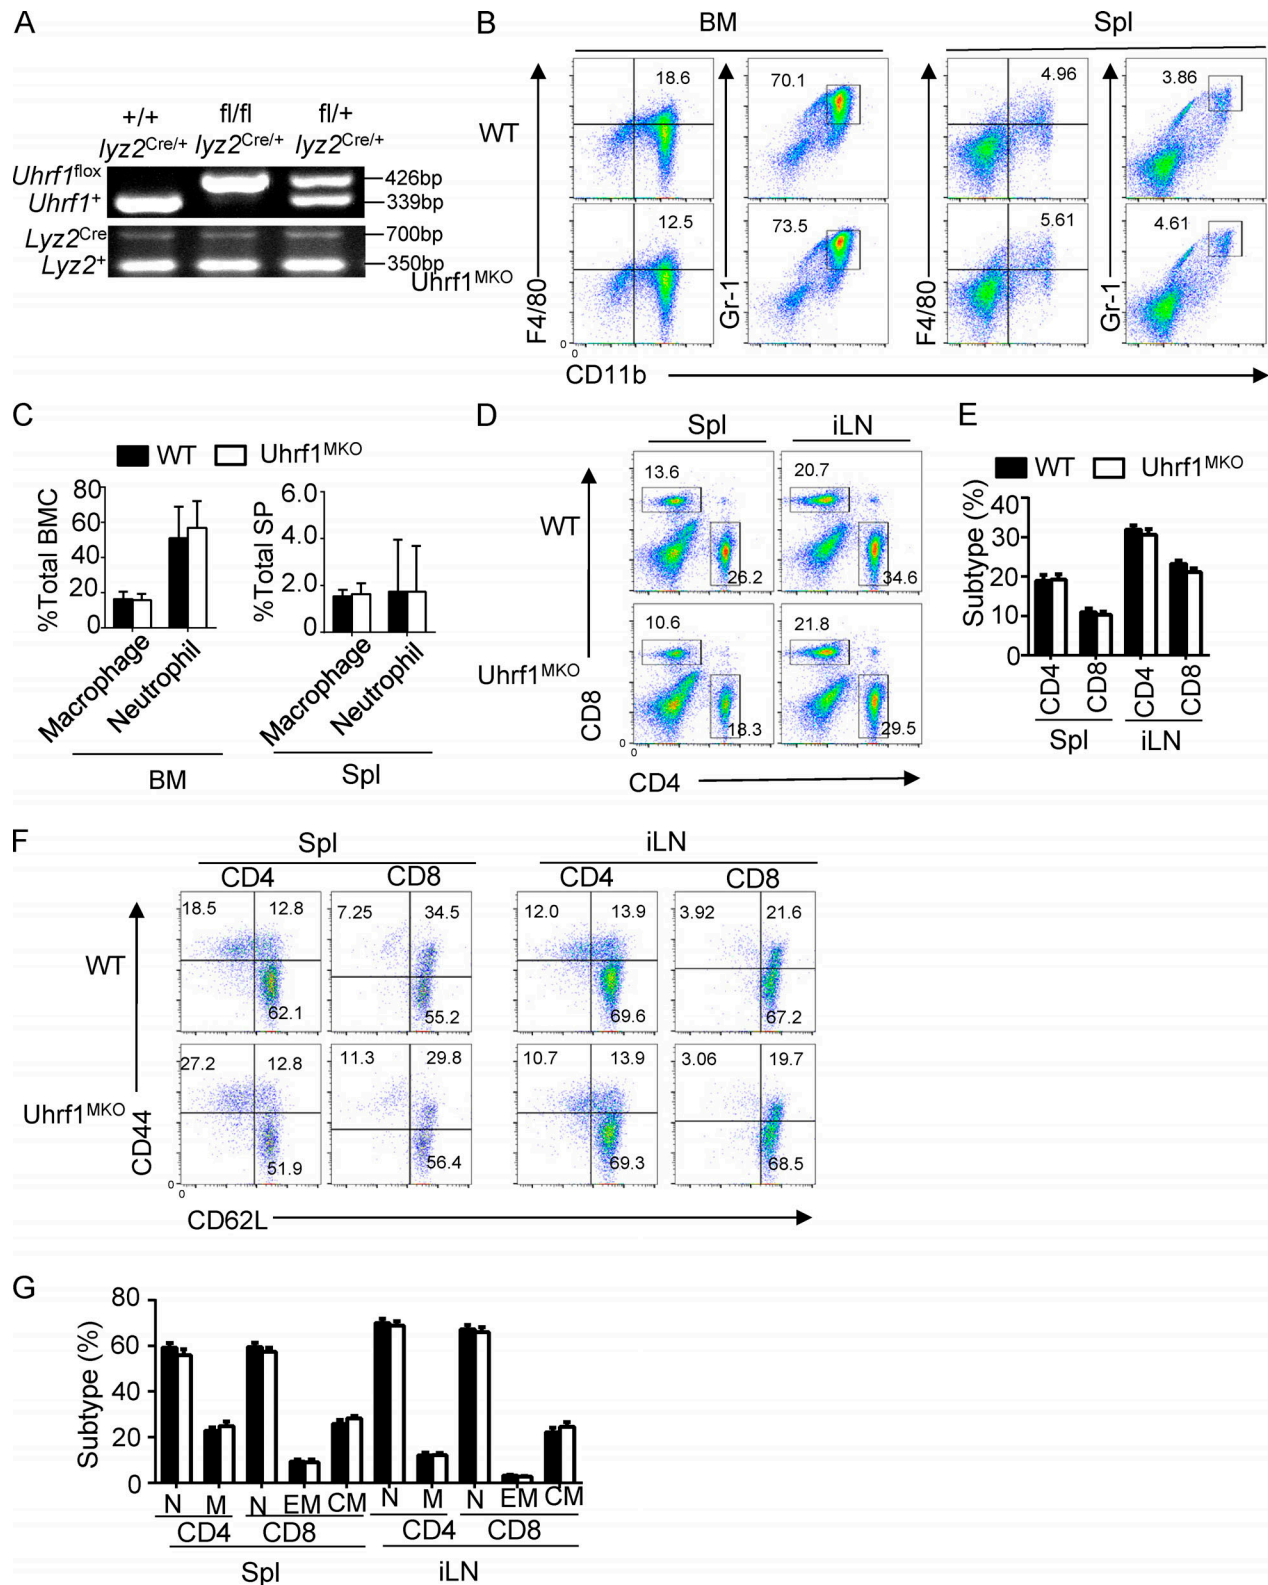 A
+/+ fl/fl fl/+
lyz2Cre/+ lyz2Cre/+ lyz2Cre/+
Uhrf1flox
426bp
Uhrf1+
339bp
Lyz2Cre
700bp
Lyz2+
350bp
B
BM
Spl
WT
18.6
70.1
4.96
3.86
Uhrf1MKO
12.5
73.5
5.61
4.61
F4/80
Gr-1
F4/80
Gr-1
0
0
CD11b
C
WT Uhrf1MKO
%Total BMC
80
60
40
20
0
Macrophage
Neutrophil
BM
%Total SP
6.0
4.0
2.0
0
Macrophage
Neutrophil
Spl
D
Spl iLN
WT
13.6
26.2
20.7
34.6
Uhrf1MKO
10.6
18.3
21.8
29.5
CD8
0
0
CD4
E
WT Uhrf1MKO
Subtype (%)
40
30
20
10
0
CD4
CD8
CD4
CD8
Spl iLN
F
Spl iLN
CD4 CD8 CD4 CD8
WT
18.5 12.8
62.1
7.25 34.5
55.2
12.0 13.9
69.6
3.92 21.6
67.2
Uhrf1MKO
27.2 12.8
51.9
11.3 29.8
56.4
10.7 13.9
69.3
3.06 19.7
68.5
CD44
0
0
CD62L
G
Subtype (%)
80
60
40
20
0
N M N EM CM N M N EM CM
CD4 CD8 CD4 CD8
Spl iLN